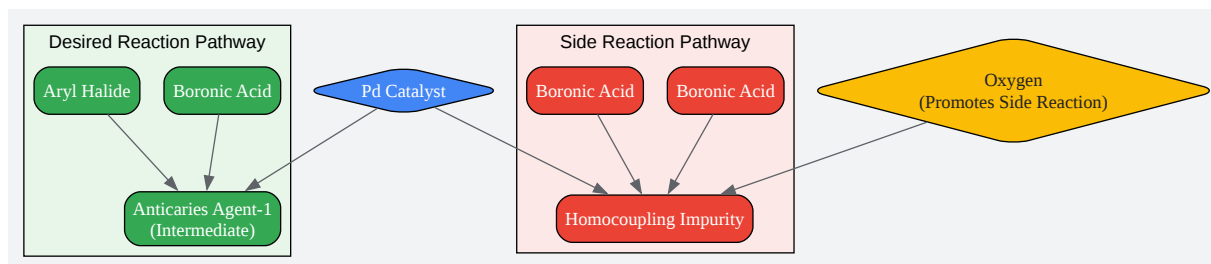 Desired Reaction Pathway
Side Reaction Pathway
Aryl Halide
Boronic Acid
Pd Catalyst
Boronic Acid
Boronic Acid
Oxygen
(Promotes Side Reaction)
Anticaries Agent-1
(Intermediate)
Homocoupling Impurity